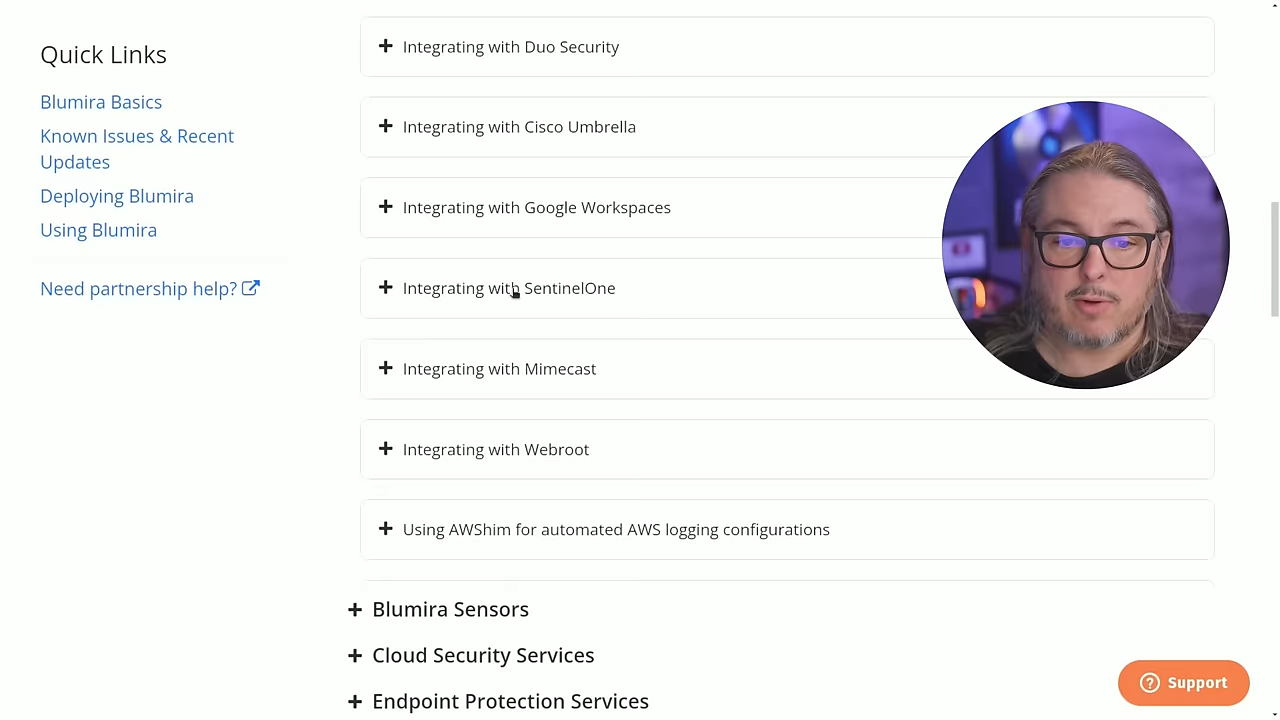 Quick Links
Blumira Basics
Known Issues & Recent
Updates
Deploying Blumira
Using Blumira
Need partnership help?
Integrating with Duo Security
Integrating with Cisco Umbrella
Integrating with Google Workspaces
Integrating with SentinelOne
Integrating with Mimecast
Integrating with Webroot
Using AWShim for automated AWS logging configurations
Blumira Sensors
Cloud Security Services
Endpoint Protection Services
Support